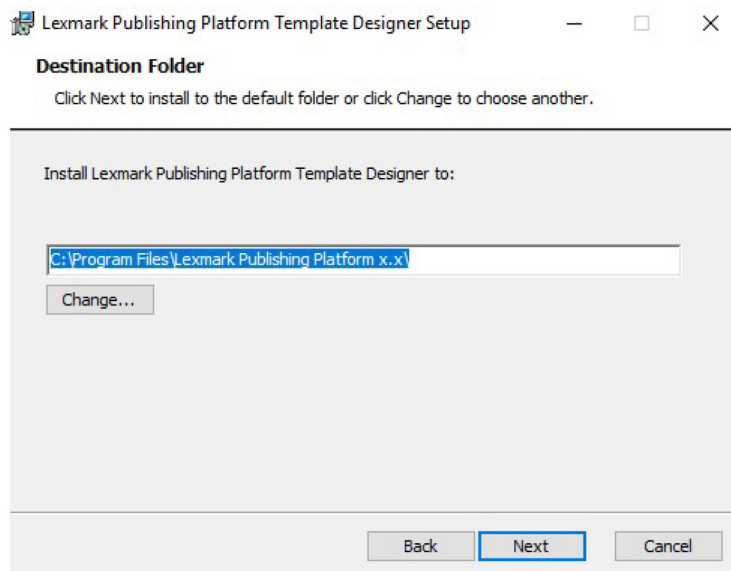 Lexmark Publishing Platform Template Designer Setup
Destination Folder
Click Next to install to the default folder or click Change to choose another.
Install Lexmark Publishing Platform Template Designer to:
C:\Program Files\Lexmark Publishing Platform x.x\
Change...
Back Next Cancel